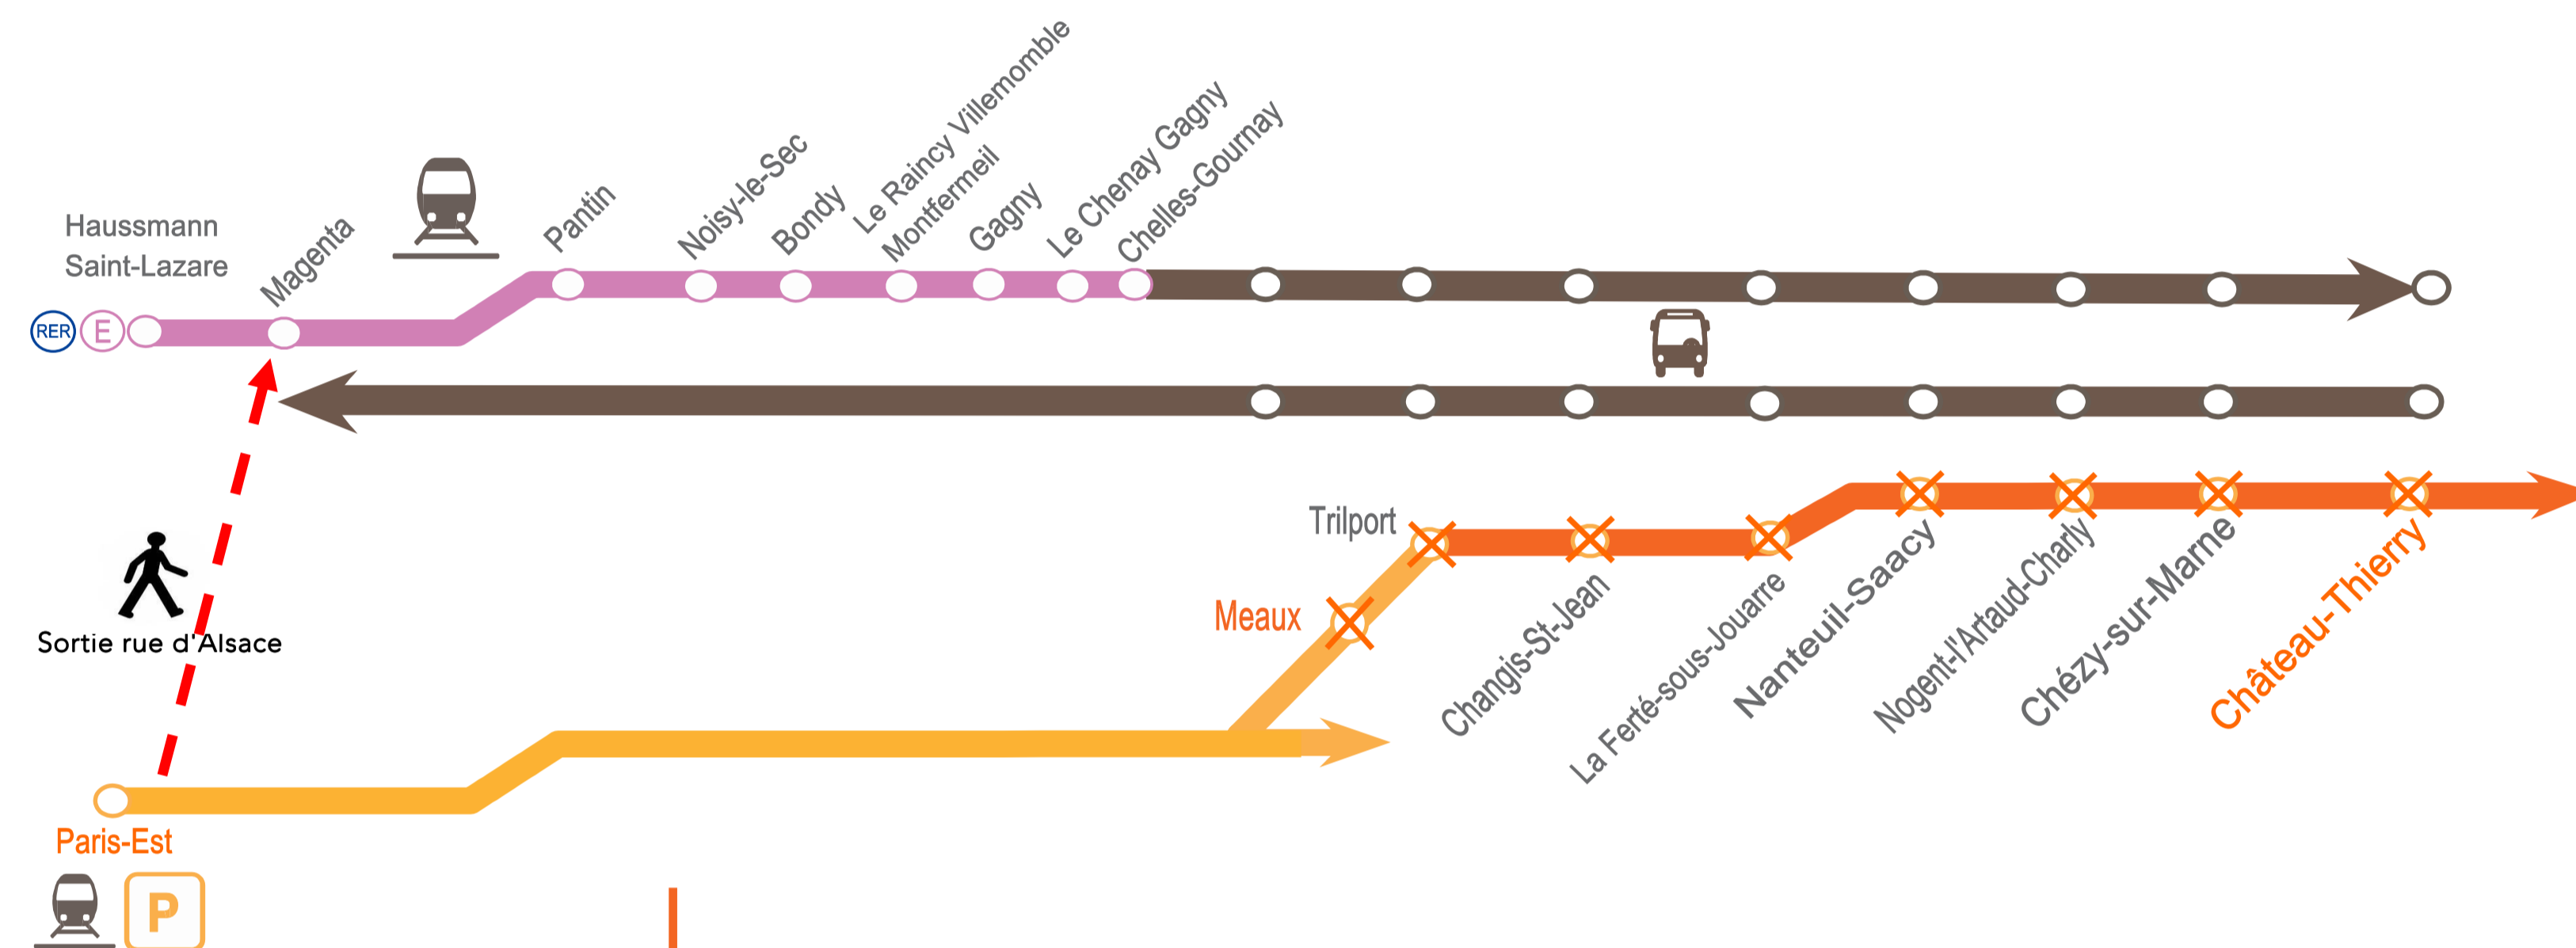 Haussmann
Saint-Lazare
RER
E
Magenta
Pantin
Noisy-le-Sec
Bondy
Le Raincy Villemomble
Montfermeil
Gagny
Le Chenay Gagny
Chelles-Gournay
Trilport
Meaux
Changis-St-Jean
La Ferté-sous-Jouarre
Nanteuil-Saacy
Nogent-l'Artaud-Charly
Chézy-sur-Marne
Château-Thierry
Sortie rue d'Alsace
Paris-Est
P